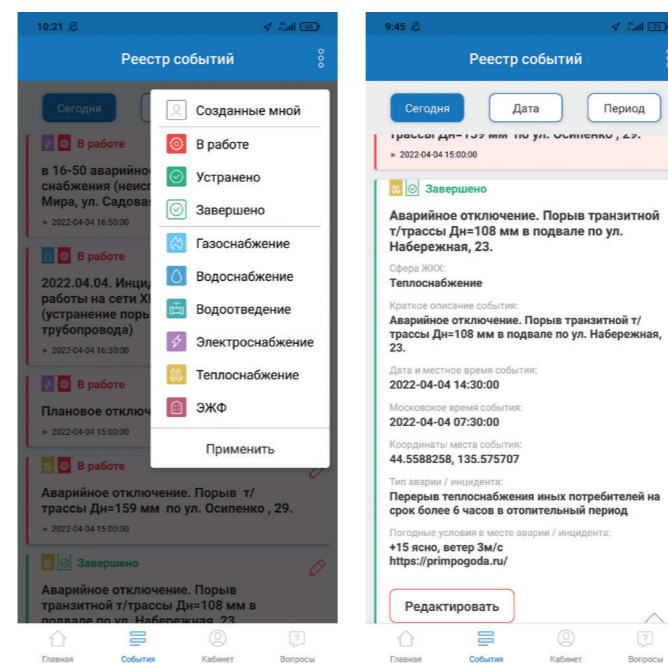 10:21
Реестр событий
Сегодня
Созданные мной
В работе
Устранено
Завершено
Газоснабжение
Водоснабжение
Водоотведение
Электроснабжение
Теплоснабжение
ЭЖФ
Применить
В работе
в 16-50 аварийно
снабжения (неисп
Мира, ул. Садова
▸ 2022-04-04 16:50:00
В работе
2022.04.04. Инци
работы на сети Х
(устранение поры
трубопровода)
▸ 2022-04-04 16:30:00
В работе
Плановое отключ
▸ 2022-04-04 15:00:00
В работе
Аварийное отключение. Порыв т/
трассы Дн=159 мм по ул. Осипенко , 29.
▸ 2022-04-04 15:00:00
Завершено
Аварийное отключение. Порыв
транзитной т/трассы Дн=108 мм в
подвале по ул. Набережная, 23.
Главная
События
Кабинет
Вопросы
9:45
Реестр событий
Сегодня
Дата
Период
трассы Дн=159 мм по ул. Осипенко , 29.
▸ 2022-04-04 15:00:00
Завершено
Аварийное отключение. Порыв транзитной
т/трассы Дн=108 мм в подвале по ул.
Набережная, 23.
Сфера ЖКХ:
Теплоснабжение
Краткое описание события:
Аварийное отключение. Порыв транзитной т/
трассы Дн=108 мм в подвале по ул. Набережная,
23.
Дата и местное время события:
2022-04-04 14:30:00
Московское время события:
2022-04-04 07:30:00
Координаты места события:
44.5588258, 135.575707
Тип аварии / инцидента:
Перерыв теплоснабжения иных потребителей на
срок более 6 часов в отопительный период
Погодные условия в месте аварии / инцидента:
+15 ясно, ветер 3м/с
https://primpogoda.ru/
Редактировать
Главная
События
Кабинет
Вопросы